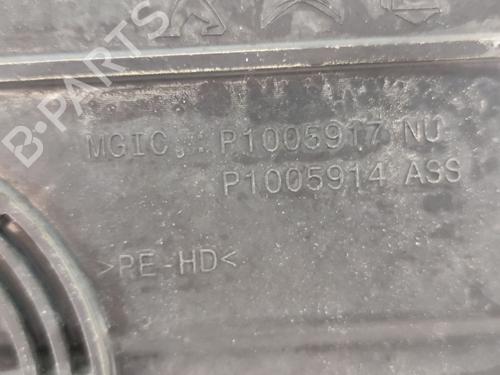 B-Parts
MGIC P1005917 NU
P1005914 ASS
>PE-HD<